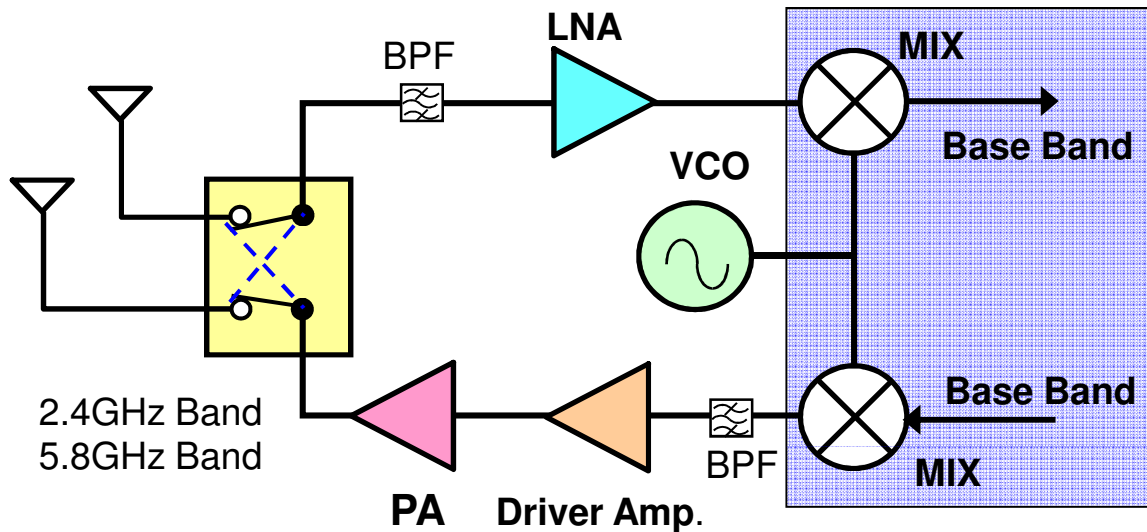 LNA
BPF
MIX
Base Band
VCO
2.4GHz Band
5.8GHz Band
Base Band
BPF
MIX
PA
Driver Amp.